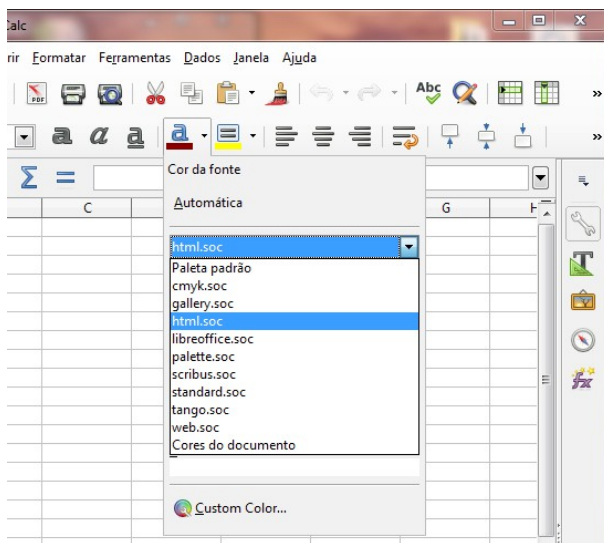 Calc
rir Formatar Ferramentas Dados Janela Ajuda
PDF Abc
a a a a
Cor da fonte
Automática
C G H
html.soc
Paleta padrão
cmyk.soc
gallery.soc
html.soc
libreoffice.soc
palette.soc
scribus.soc
standard.soc
tango.soc
web.soc
Cores do documento
Custom Color...